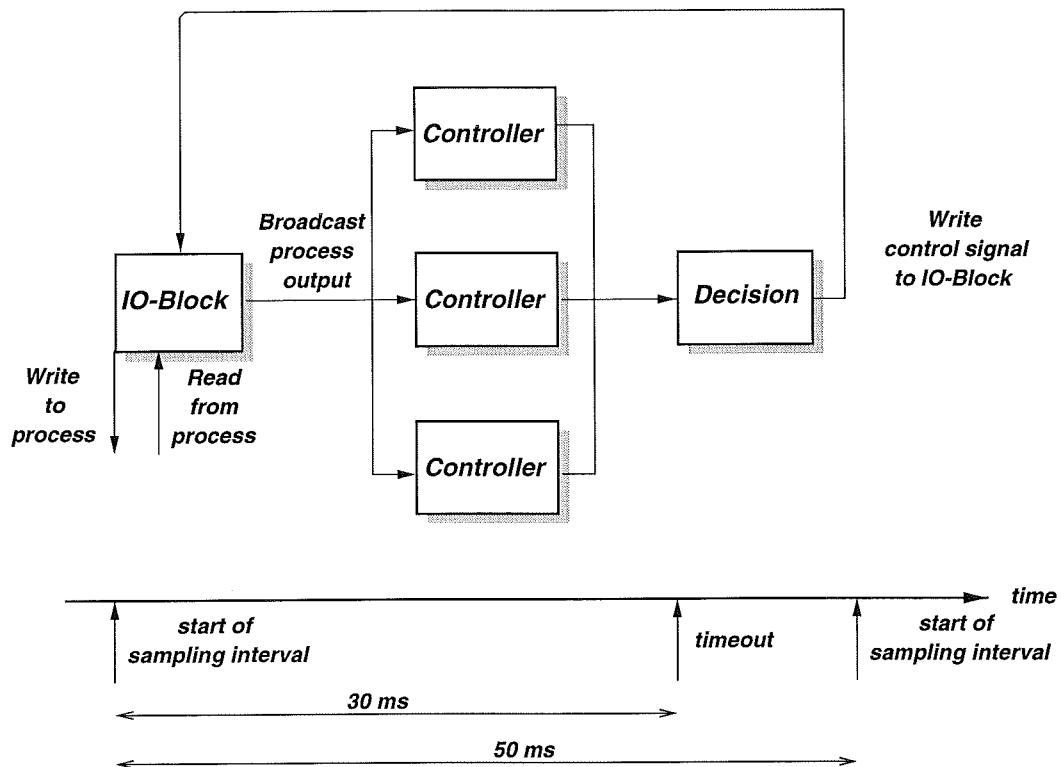 Controller
Broadcast
process
output
Write
control signal
to IO-Block
IO-Block
Controller
Decision
Write
to
process
Read
from
process
Controller
time
start of
sampling interval
timeout
start of
sampling interval
30 ms
50 ms